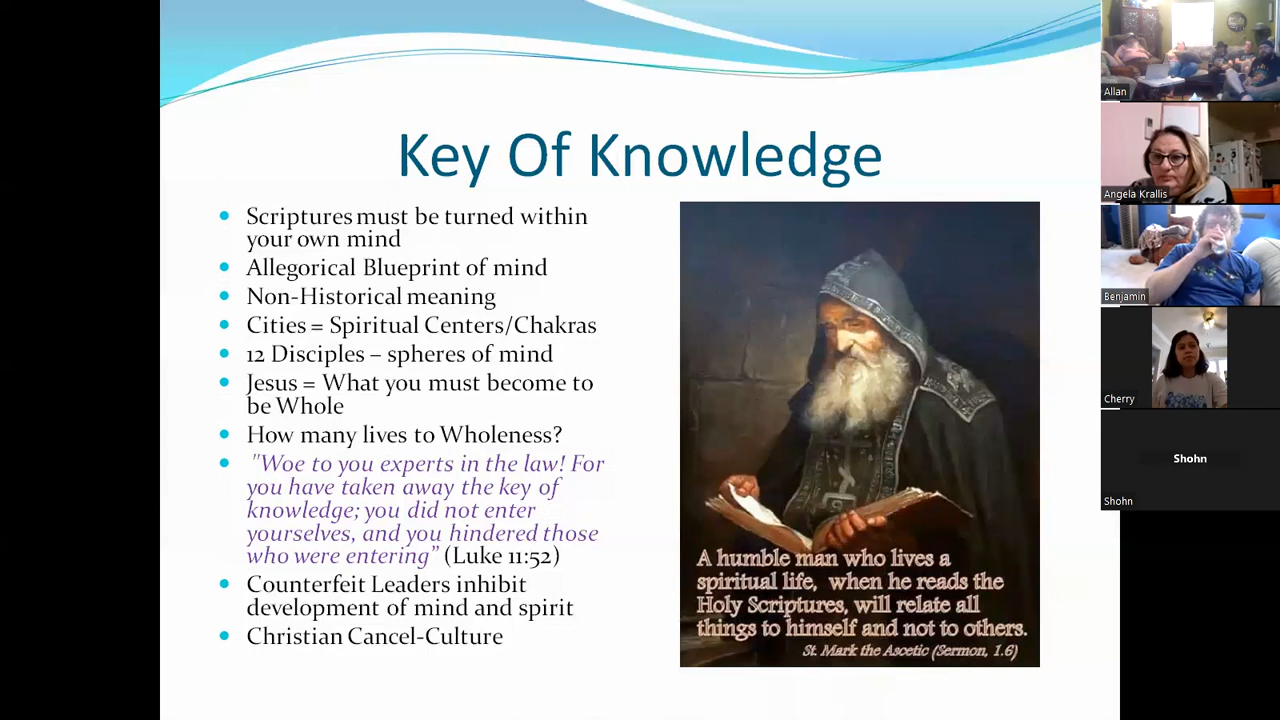 Key Of Knowledge
Scriptures must be turned within
your own mind
Allegorical Blueprint of mind
Non-Historical meaning
Cities = Spiritual Centers/Chakras
12 Disciples – spheres of mind
Jesus = What you must become to
be Whole
How many lives to Wholeness?
"Woe to you experts in the law! For
you have taken away the key of
knowledge; you did not enter
yourselves, and you hindered those
who were entering” (Luke 11:52)
Counterfeit Leaders inhibit
development of mind and spirit
Christian Cancel-Culture
A humble man who lives a
spiritual life, when he reads the
Holy Scriptures, will relate all
things to himself and not to others.
St. Mark the Ascetic (Sermon, 1.6)
Allan
Angela Krallis
Benjamin
Cherry
Shohn
Shohn